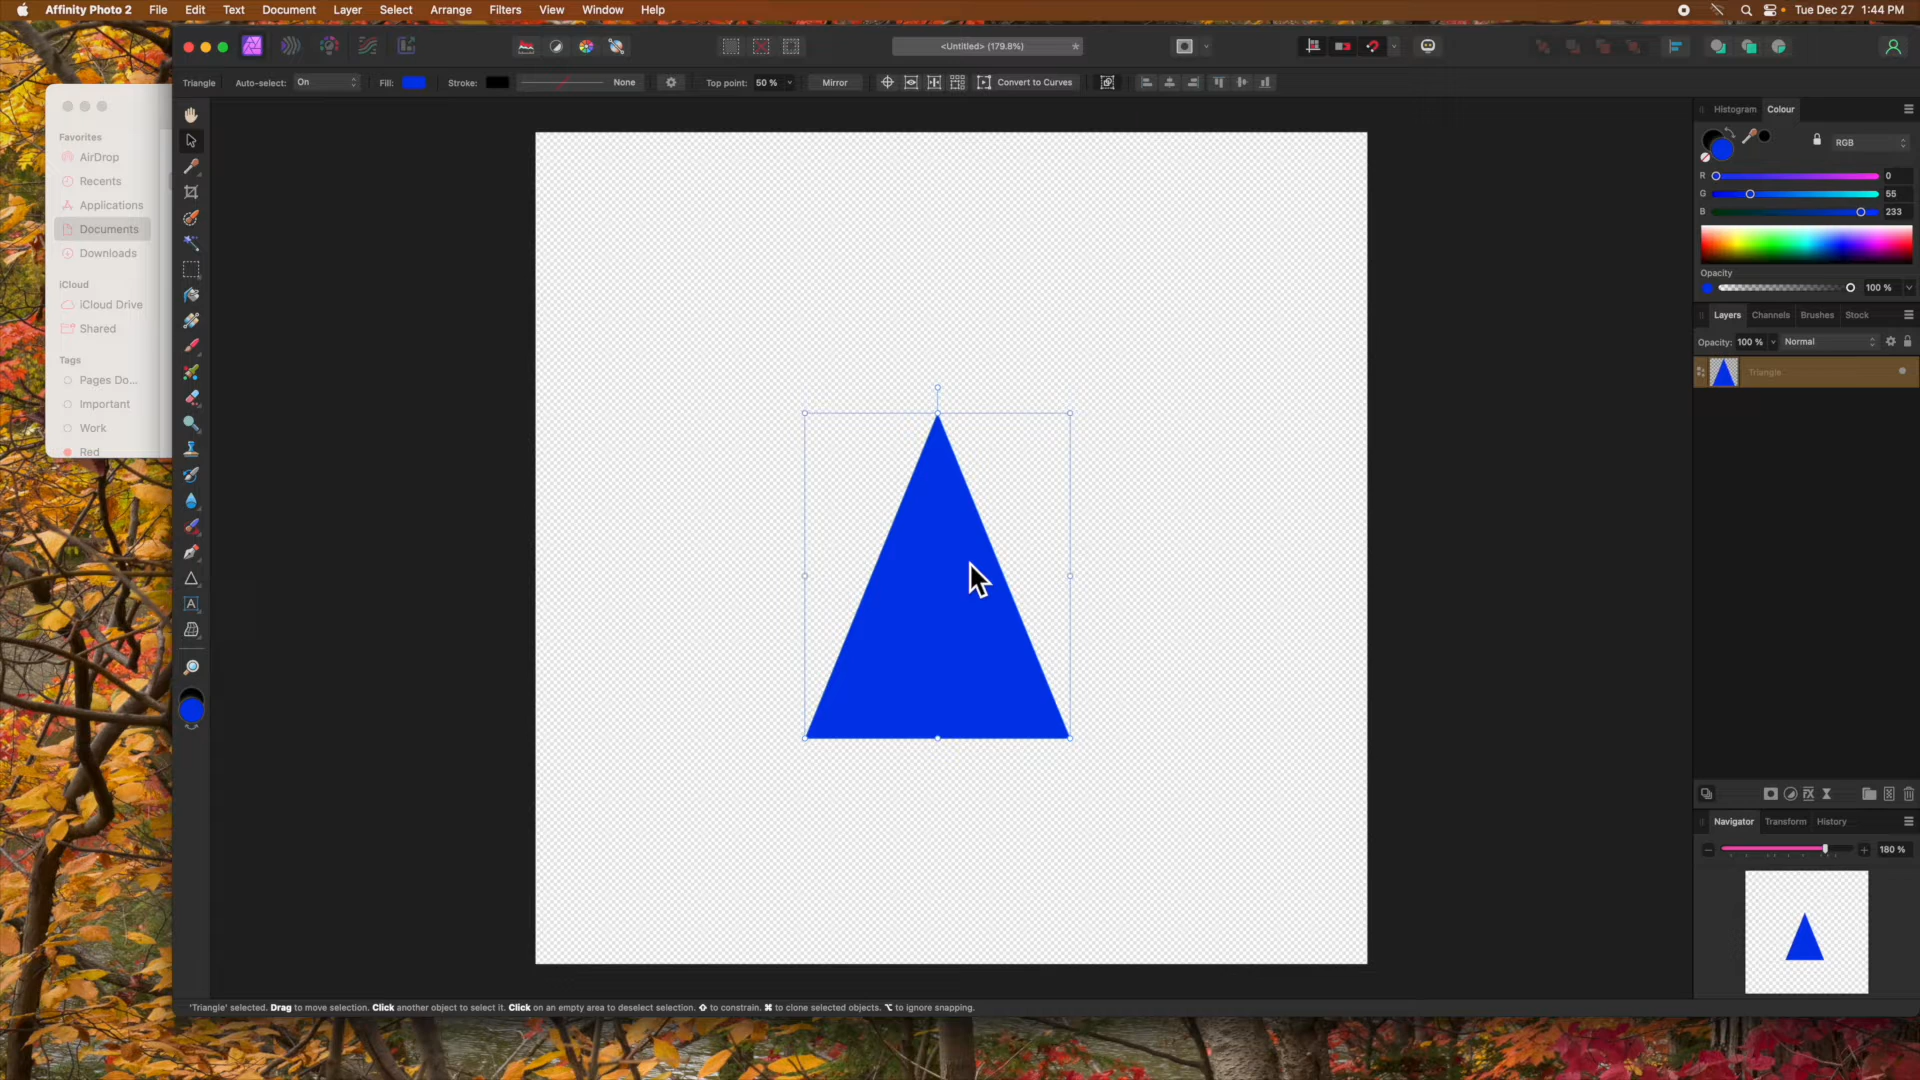 Affinity Photo 2 File Edit Text Document Layer Select Arrange Filters View Window Help Tue Dec 27 1:44 PM
<Untitled> (179.8%)
Triangle Auto-select: On Fill: Stroke: None Top point: 50 % Mirror Convert to Curves
Favorites
AirDrop
Recents
Applications
Documents
Downloads
iCloud
iCloud Drive
Shared
Tags
Pages Do...
Important
Work
Red
Histogram Colour
RGB
R 0
G 55
B 233
Opacity
100 %
Layers Channels Brushes Stock
Opacity: 100 % Normal
Triangle
Navigator Transform History
180 %
'Triangle' selected. Drag to move selection. Click another object to select it. Click on an empty area to deselect selection. ⇧ to constrain. ⌘ to clone selected objects. ⌥ to ignore snapping.